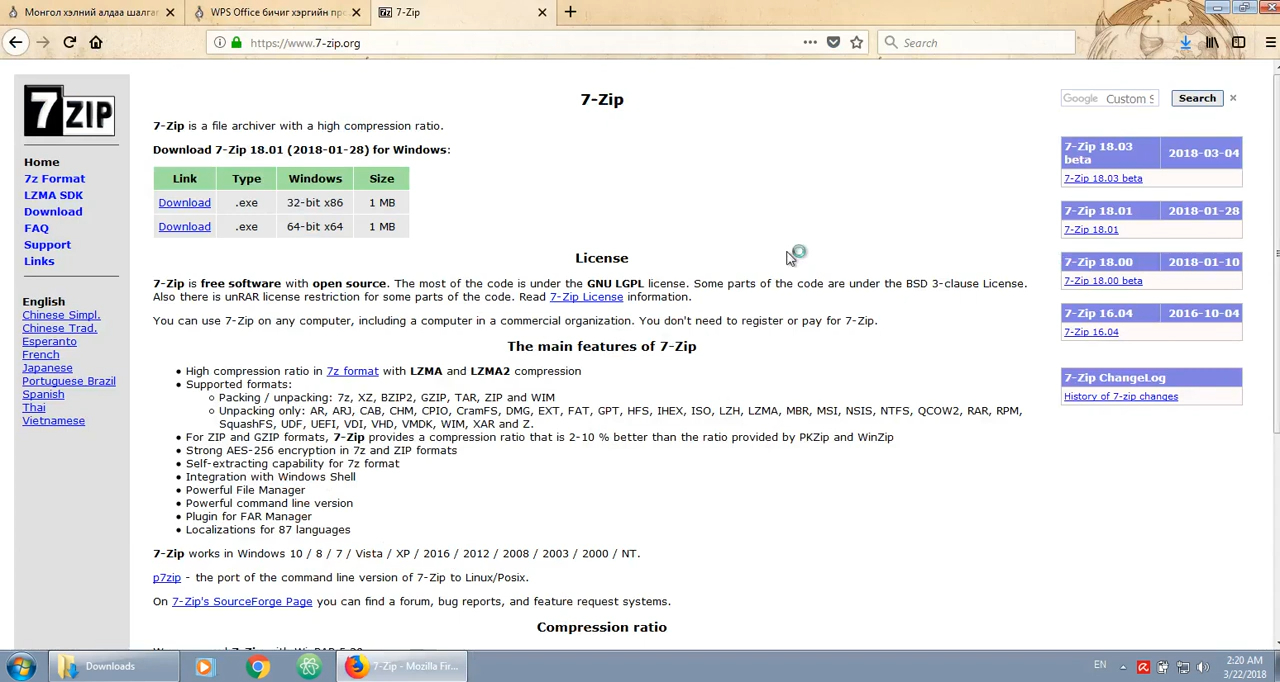 Монгол хэлний алдаа шалгаг
WPS Office бичиг хэргийн пре
7-Zip
https://www.7-zip.org
Search
7ZIP
Home
7z Format
LZMA SDK
Download
FAQ
Support
Links
English
Chinese Simpl.
Chinese Trad.
Esperanto
French
Japanese
Portuguese Brazil
Spanish
Thai
Vietnamese
7-Zip
7-Zip is a file archiver with a high compression ratio.
Download 7-Zip 18.01 (2018-01-28) for Windows:
Link Type Windows Size
Download .exe 32-bit x86 1 MB
Download .exe 64-bit x64 1 MB
License
7-Zip is free software with open source. The most of the code is under the GNU LGPL license. Some parts of the code are under the BSD 3-clause License.
Also there is unRAR license restriction for some parts of the code. Read 7-Zip License information.
You can use 7-Zip on any computer, including a computer in a commercial organization. You don't need to register or pay for 7-Zip.
The main features of 7-Zip
High compression ratio in 7z format with LZMA and LZMA2 compression
Supported formats:
Packing / unpacking: 7z, XZ, BZIP2, GZIP, TAR, ZIP and WIM
Unpacking only: AR, ARJ, CAB, CHM, CPIO, CramFS, DMG, EXT, FAT, GPT, HFS, IHEX, ISO, LZH, LZMA, MBR, MSI, NSIS, NTFS, QCOW2, RAR, RPM,
SquashFS, UDF, UEFI, VDI, VHD, VMDK, WIM, XAR and Z.
For ZIP and GZIP formats, 7-Zip provides a compression ratio that is 2-10 % better than the ratio provided by PKZip and WinZip
Strong AES-256 encryption in 7z and ZIP formats
Self-extracting capability for 7z format
Integration with Windows Shell
Powerful File Manager
Powerful command line version
Plugin for FAR Manager
Localizations for 87 languages
7-Zip works in Windows 10 / 8 / 7 / Vista / XP / 2016 / 2012 / 2008 / 2003 / 2000 / NT.
p7zip - the port of the command line version of 7-Zip to Linux/Posix.
On 7-Zip's SourceForge Page you can find a forum, bug reports, and feature request systems.
Compression ratio
Google Custom S Search
7-Zip 18.03 beta 2018-03-04
7-Zip 18.03 beta
7-Zip 18.01 2018-01-28
7-Zip 18.01
7-Zip 18.00 2018-01-10
7-Zip 18.00 beta
7-Zip 16.04 2016-10-04
7-Zip 16.04
7-Zip ChangeLog
History of 7-zip changes
Downloads
7-Zip - Mozilla Fir...
EN
2:20 AM
3/22/2018